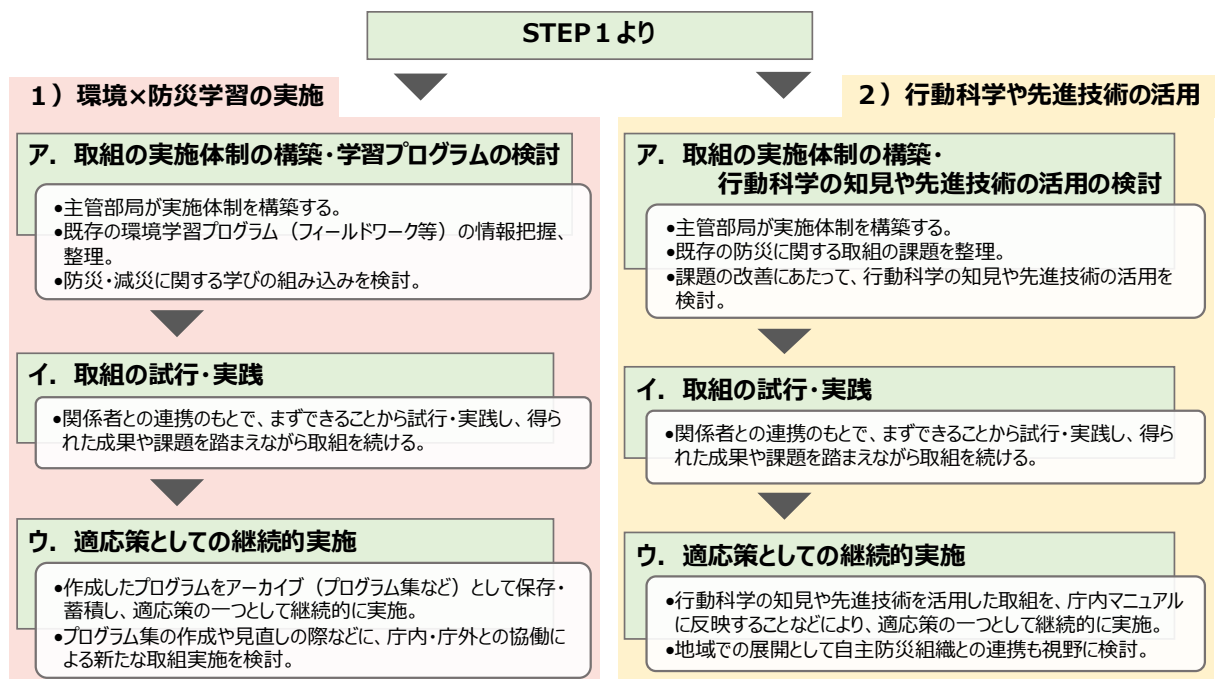 STEP１より
１）環境×防災学習の実施
ア．取組の実施体制の構築・学習プログラムの検討
•主管部局が実施体制を構築する。
•既存の環境学習プログラム（フィールドワーク等）の情報把握、
整理。
•防災・減災に関する学びの組み込みを検討。
イ．取組の試行・実践
•関係者との連携のもとで、まずできることから試行・実践し、得ら
れた成果や課題を踏まえながら取組を続ける。
ウ．適応策としての継続的実施
•作成したプログラムをアーカイブ（プログラム集など）として保存・
蓄積し、適応策の一つとして継続的に実施。
•プログラム集の作成や見直しの際などに、庁内・庁外との協働に
よる新たな取組実施を検討。
２）行動科学や先進技術の活用
ア．取組の実施体制の構築・
行動科学の知見や先進技術の活用の検討
•主管部局が実施体制を構築する。
•既存の防災に関する取組の課題を整理。
•課題の改善にあたって、行動科学の知見や先進技術の活用を
検討。
イ．取組の試行・実践
•関係者との連携のもとで、まずできることから試行・実践し、得ら
れた成果や課題を踏まえながら取組を続ける。
ウ．適応策としての継続的実施
•行動科学の知見や先進技術を活用した取組を、庁内マニュアル
に反映することなどにより、適応策の一つとして継続的に実施。
•地域での展開として自主防災組織との連携も視野に検討。